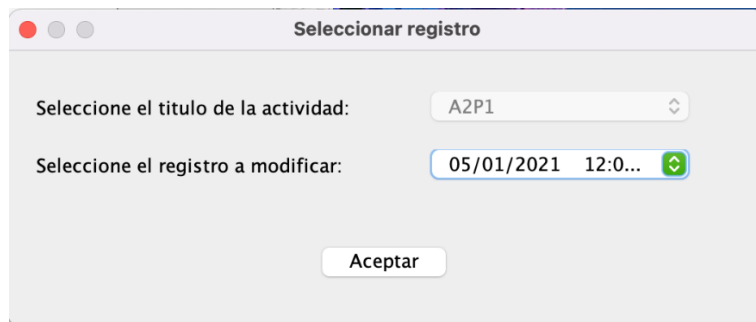 Seleccionar registro
Seleccione el titulo de la actividad: A2P1
Seleccione el registro a modificar: 05/01/2021 12:0...
Aceptar